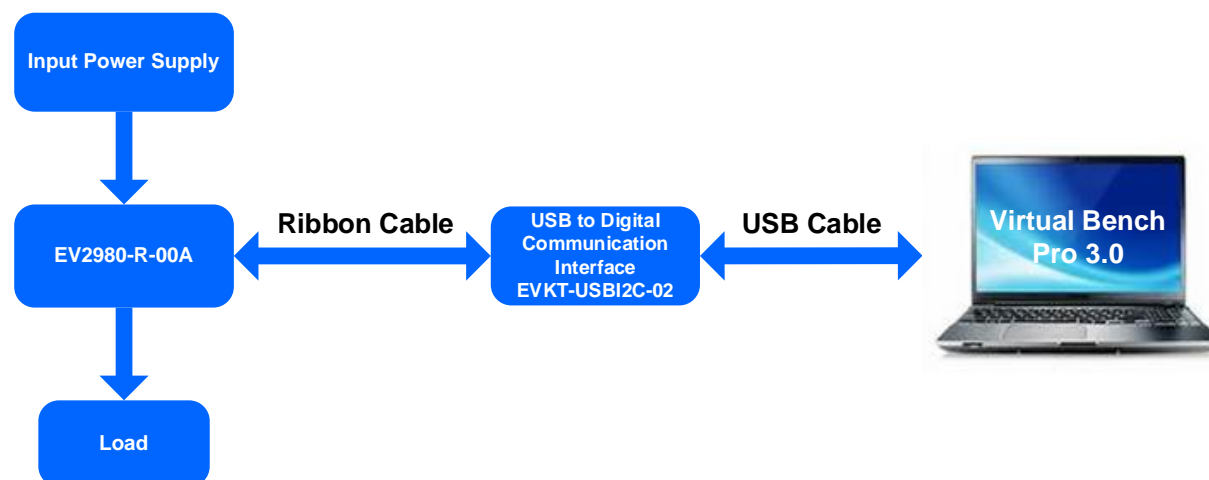 Input Power Supply
EV2980-R-00A
Load
Ribbon Cable
USB to Digital
Communication
Interface
EVKT-USBI2C-02
USB Cable
Virtual Bench
Pro 3.0